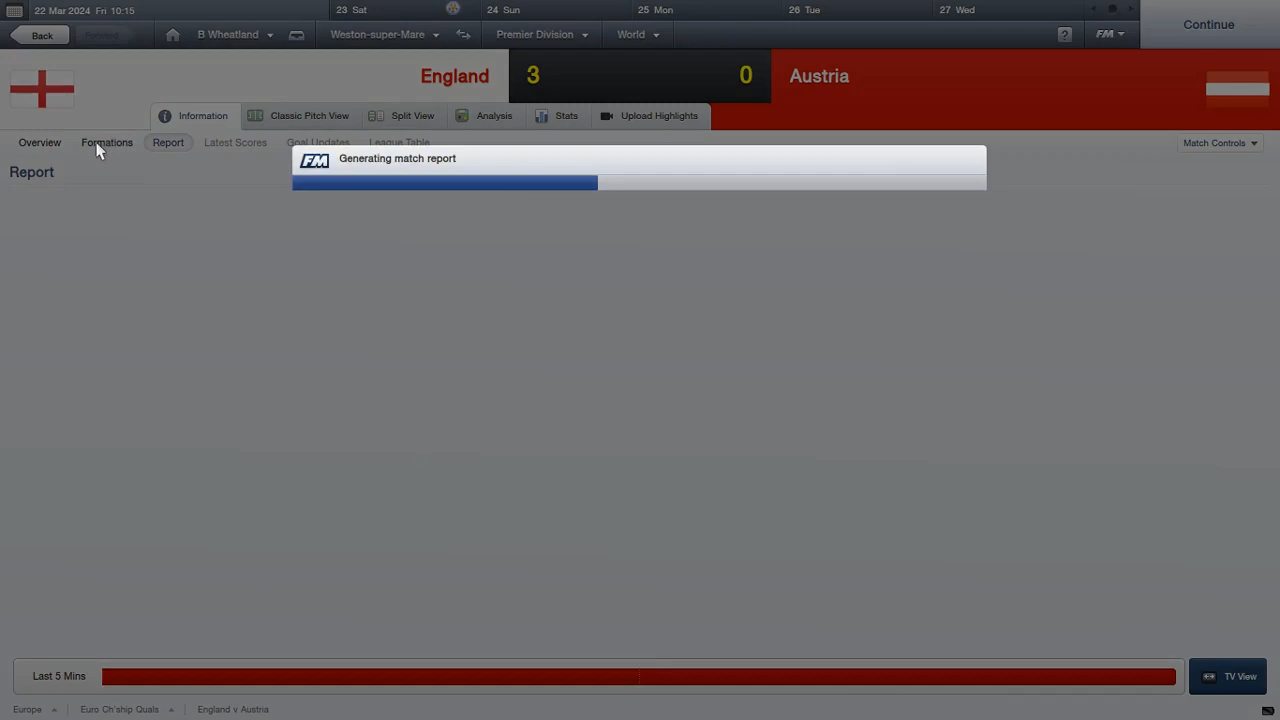 22 Mar 2024 Fri 10:15 23 Sat 24 Sun 25 Mon 26 Tue 27 Wed Continue
Back Forward B Wheatland Weston-super-Mare Premier Division World ? FM
England 3 0 Austria
Information Classic Pitch View Split View Analysis Stats Upload Highlights
Overview Formations Report Latest Scores Goal Updates League Table Match Controls
FM Generating match report
Report
Last 5 Mins TV View
Europe Euro Ch'ship Quals England v Austria